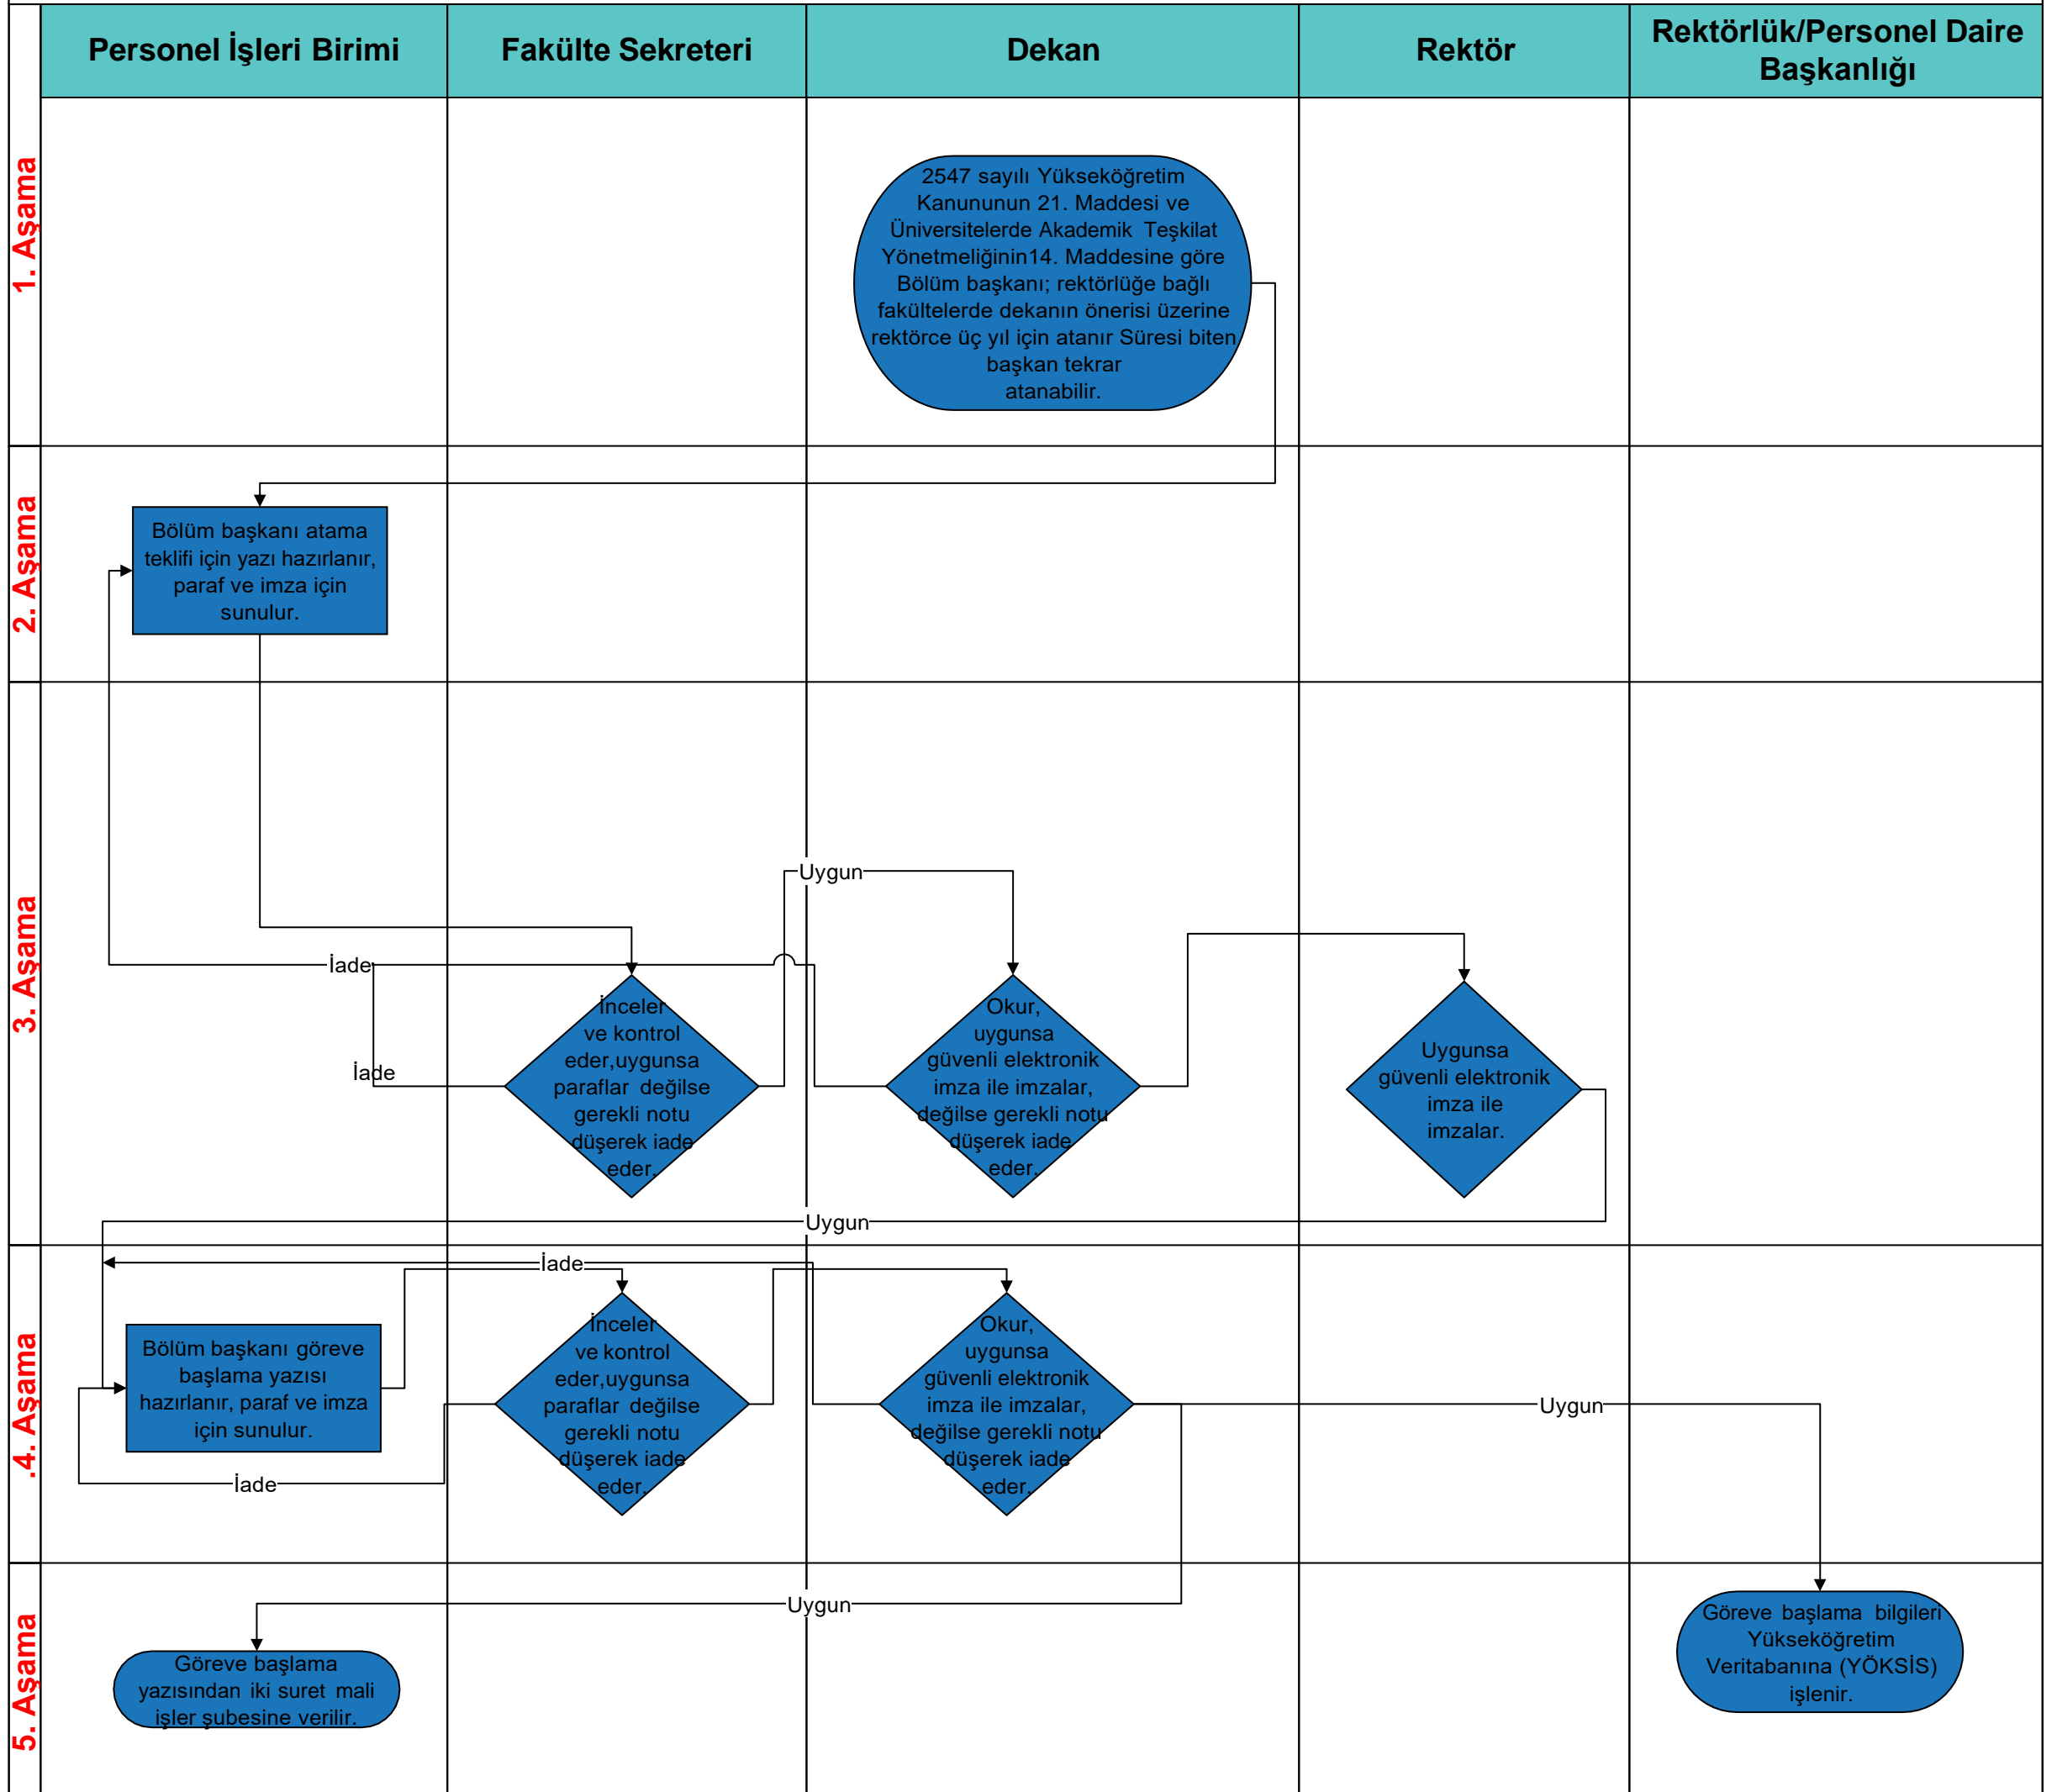 Personel İşleri Birimi
Fakülte Sekreteri
Dekan
Rektör
Rektörlük/Personel Daire
Başkanlığı
1. Aşama
2547 sayılı Yükseköğretim
Kanununun 21. Maddesi ve
Üniversitelerde Akademik Teşkilat
Yönetmeliğinin14. Maddesine göre
Bölüm başkanı; rektörlüğe bağlı
fakültelerde dekanın önerisi üzerine
rektörce üç yıl için atanır Süresi biten
başkan tekrar
atanabilir.
2. Aşama
Bölüm başkanı atama
teklifi için yazı hazırlanır,
paraf ve imza için
sunulur.
3. Aşama
Uygun
İade
İade
İnceler
ve kontrol
eder,uygunsa
paraflar değilse
gerekli notu
düşerek iade
eder.
Okur,
uygunsa
güvenli elektronik
imza ile imzalar,
değilse gerekli notu
düşerek iade
eder.
Uygunsa
güvenli elektronik
imza ile
imzalar.
Uygun
.4. Aşama
İade
Bölüm başkanı göreve
başlama yazısı
hazırlanır, paraf ve imza
için sunulur.
İade
İnceler
ve kontrol
eder,uygunsa
paraflar değilse
gerekli notu
düşerek iade
eder.
Okur,
uygunsa
güvenli elektronik
imza ile imzalar,
değilse gerekli notu
düşerek iade
eder.
Uygun
5. Aşama
Uygun
Göreve başlama
yazısından iki suret mali
işler şubesine verilir.
Göreve başlama bilgileri
Yükseköğretim
Veritabanına (YÖKSİS)
işlenir.